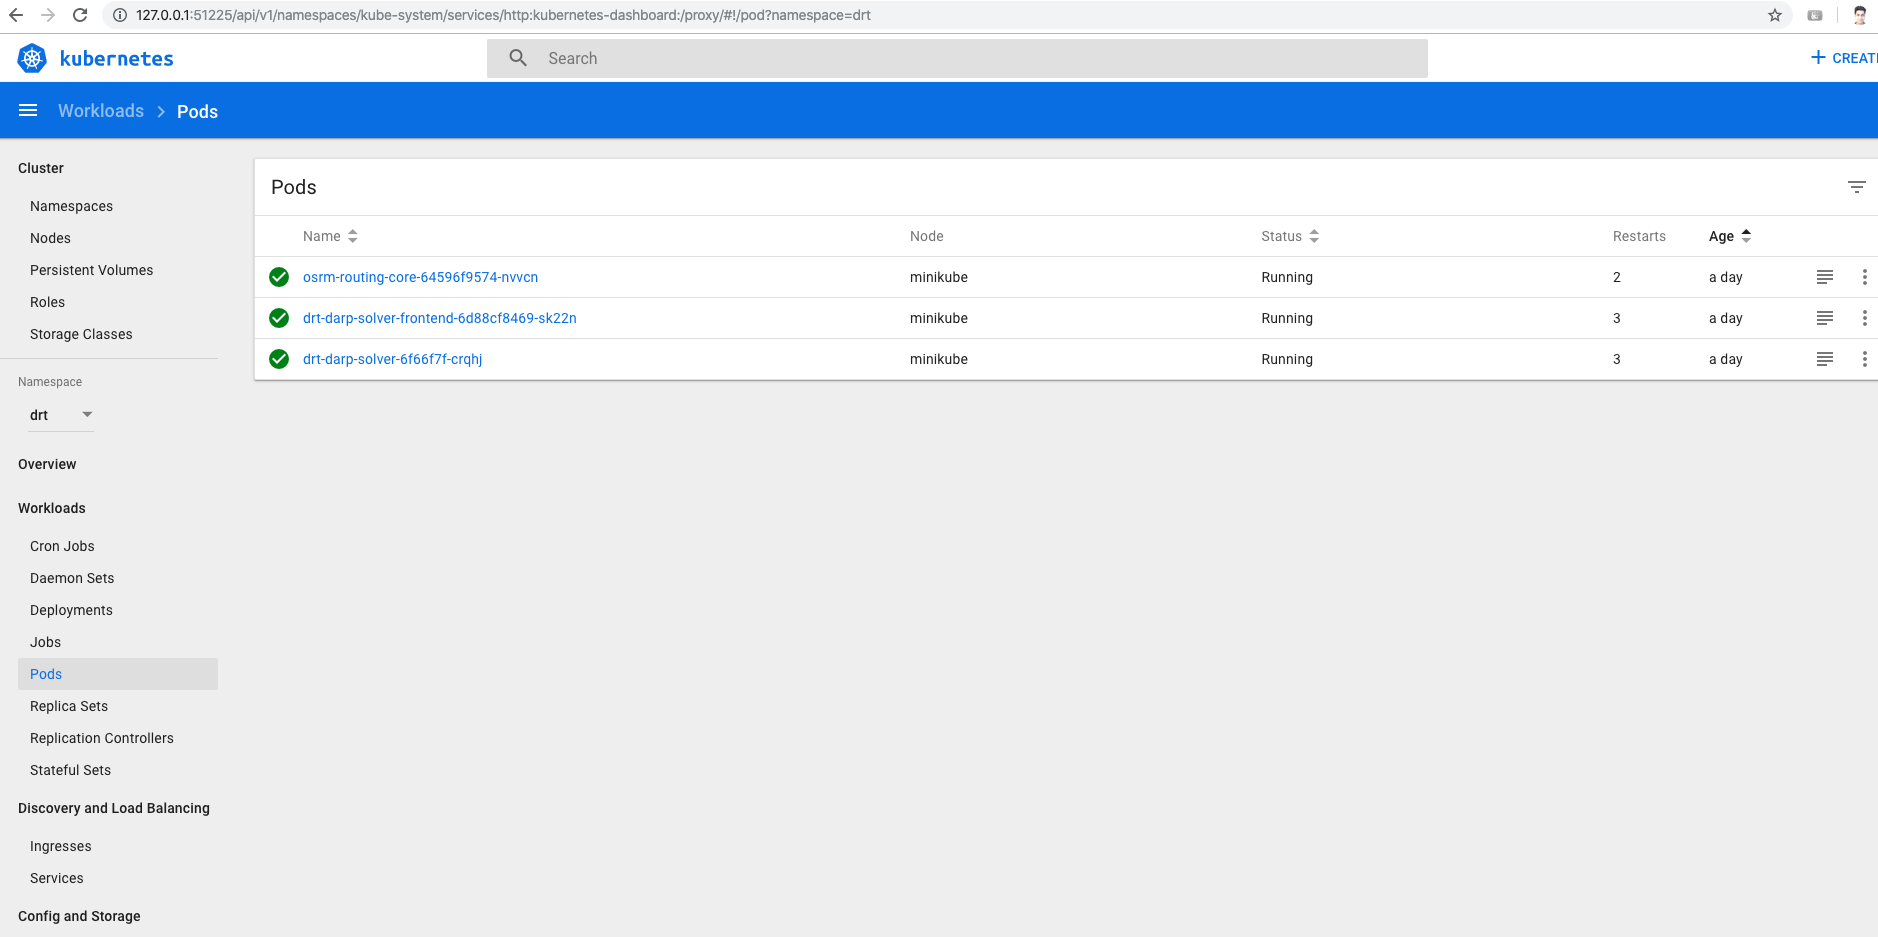 127.0.0.1:51225/api/v1/namespaces/kube-system/services/http:kubernetes-dashboard:/proxy/#!/pod?namespace=drt
kubernetes
Search
+ CREAT
Workloads > Pods
Cluster
Namespaces
Nodes
Persistent Volumes
Roles
Storage Classes
Namespace
drt
Overview
Workloads
Cron Jobs
Daemon Sets
Deployments
Jobs
Pods
Replica Sets
Replication Controllers
Stateful Sets
Discovery and Load Balancing
Ingresses
Services
Config and Storage
Pods
Name Node Status Restarts Age
osrm-routing-core-64596f9574-nvvcn minikube Running 2 a day
drt-darp-solver-frontend-6d88cf8469-sk22n minikube Running 3 a day
drt-darp-solver-6f66f7f-crqhj minikube Running 3 a day